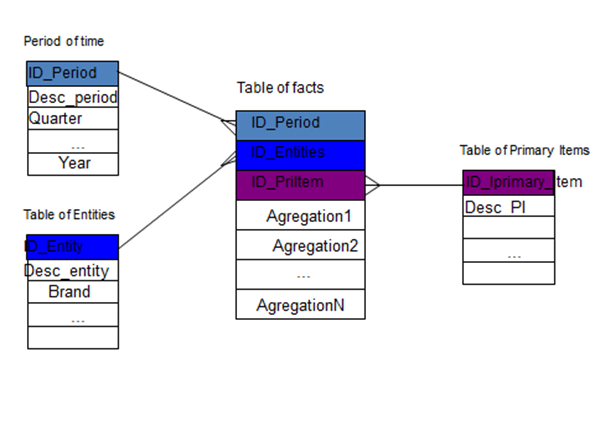 Period of time
ID_Period
Desc_period
Quarter
...
Year
Table of Entities
ID_Entity
Desc_entity
Brand
...
Table of facts
ID_Period
ID_Entities
ID_PriItem
Agregation1
Agregation2
...
AgregationN
Table of Primary Items
ID_Iprimary_Item
Desc_PI
...